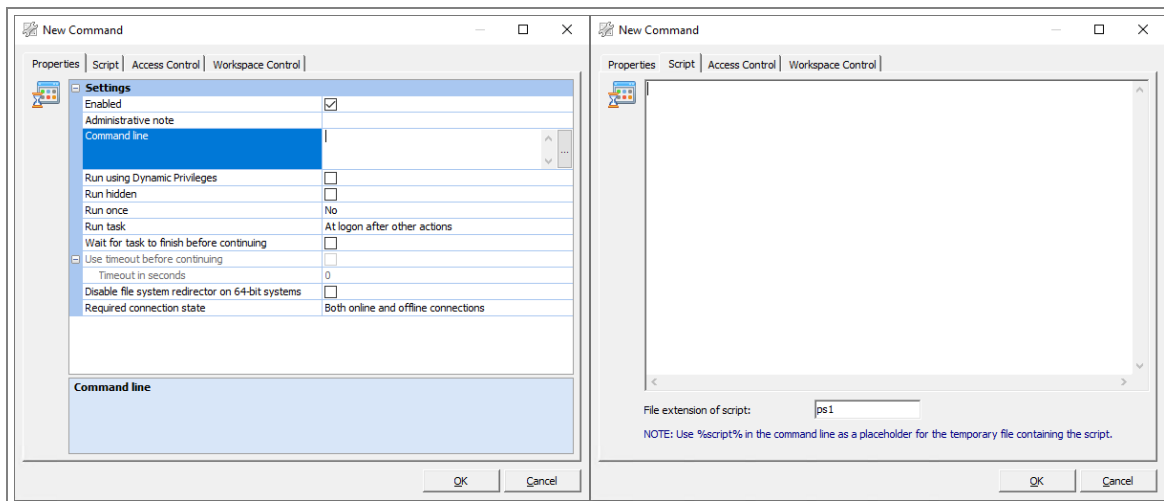 New Command
Properties Script Access Control Workspace Control
Settings
Enabled
Administrative note
Command line
...
Run using Dynamic Privileges
Run hidden
Run once No
Run task At logon after other actions
Wait for task to finish before continuing
Use timeout before continuing
Timeout in seconds 0
Disable file system redirector on 64-bit systems
Required connection state Both online and offline connections
Command line
OK Cancel
New Command
Properties Script Access Control Workspace Control
File extension of script: ps1
NOTE: Use %script% in the command line as a placeholder for the temporary file containing the script.
OK Cancel